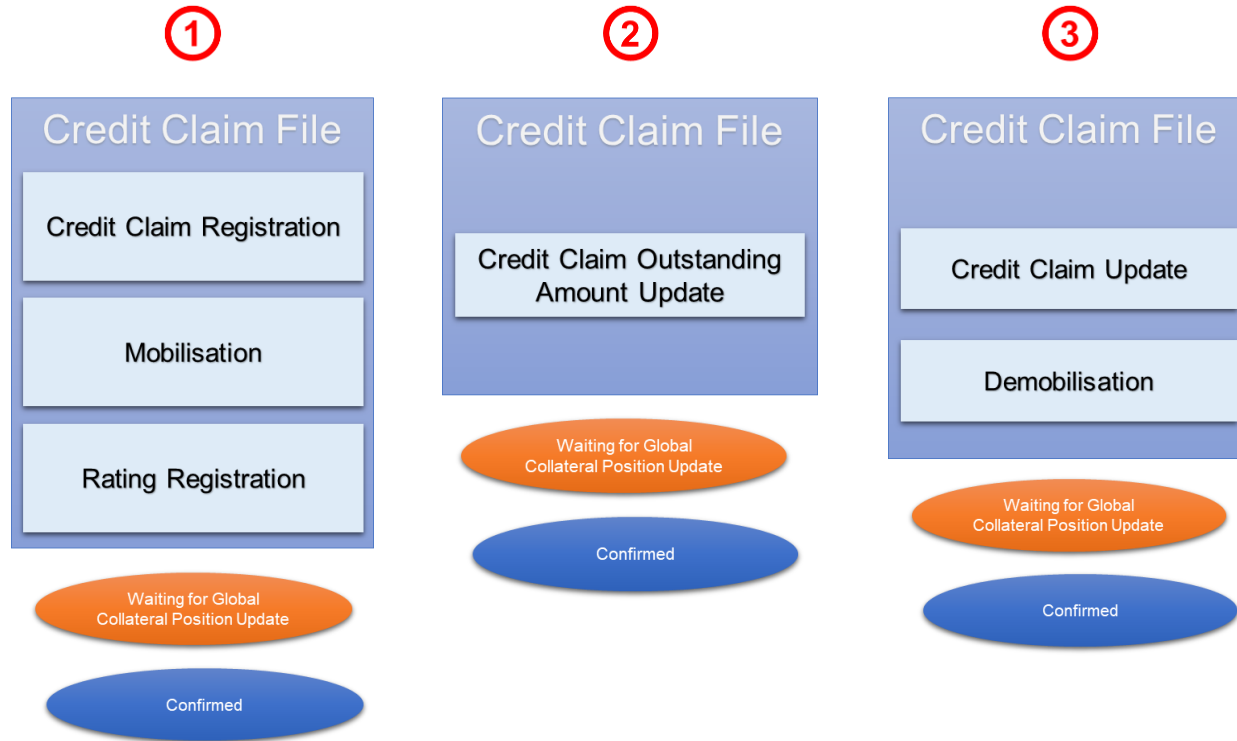 1
Credit Claim File
Credit Claim Registration
Mobilisation
Rating Registration
Waiting for Global
Collateral Position Update
Confirmed
2
Credit Claim File
Credit Claim Outstanding
Amount Update
Waiting for Global
Collateral Position Update
Confirmed
3
Credit Claim File
Credit Claim Update
Demobilisation
Waiting for Global
Collateral Position Update
Confirmed